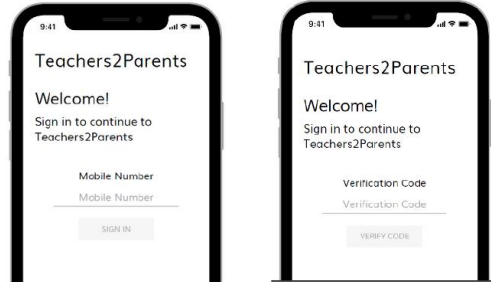 9:41
Teachers2Parents
Welcome!
Sign in to continue to
Teachers2Parents
Mobile Number
Mobile Number
SIGN IN
9:41
Teachers2Parents
Welcome!
Sign in to continue to
Teachers2Parents
Verification Code
Verification Code
VERIFY CODE